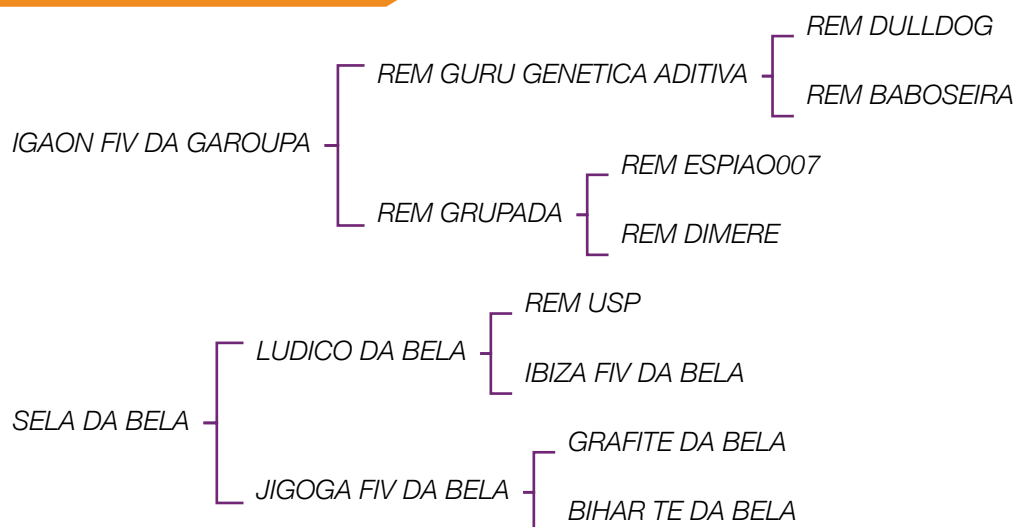 REM DULLDOG
REM GURU GENETICA ADITIVA
REM BABOSEIRA
IGAON FIV DA GAROUPA
REM ESPIAO007
REM GRUPADA
REM DIMERE
REM USP
LUDICO DA BELA
IBIZA FIV DA BELA
SELA DA BELA
GRAFITE DA BELA
JIGOGA FIV DA BELA
BIHAR TE DA BELA